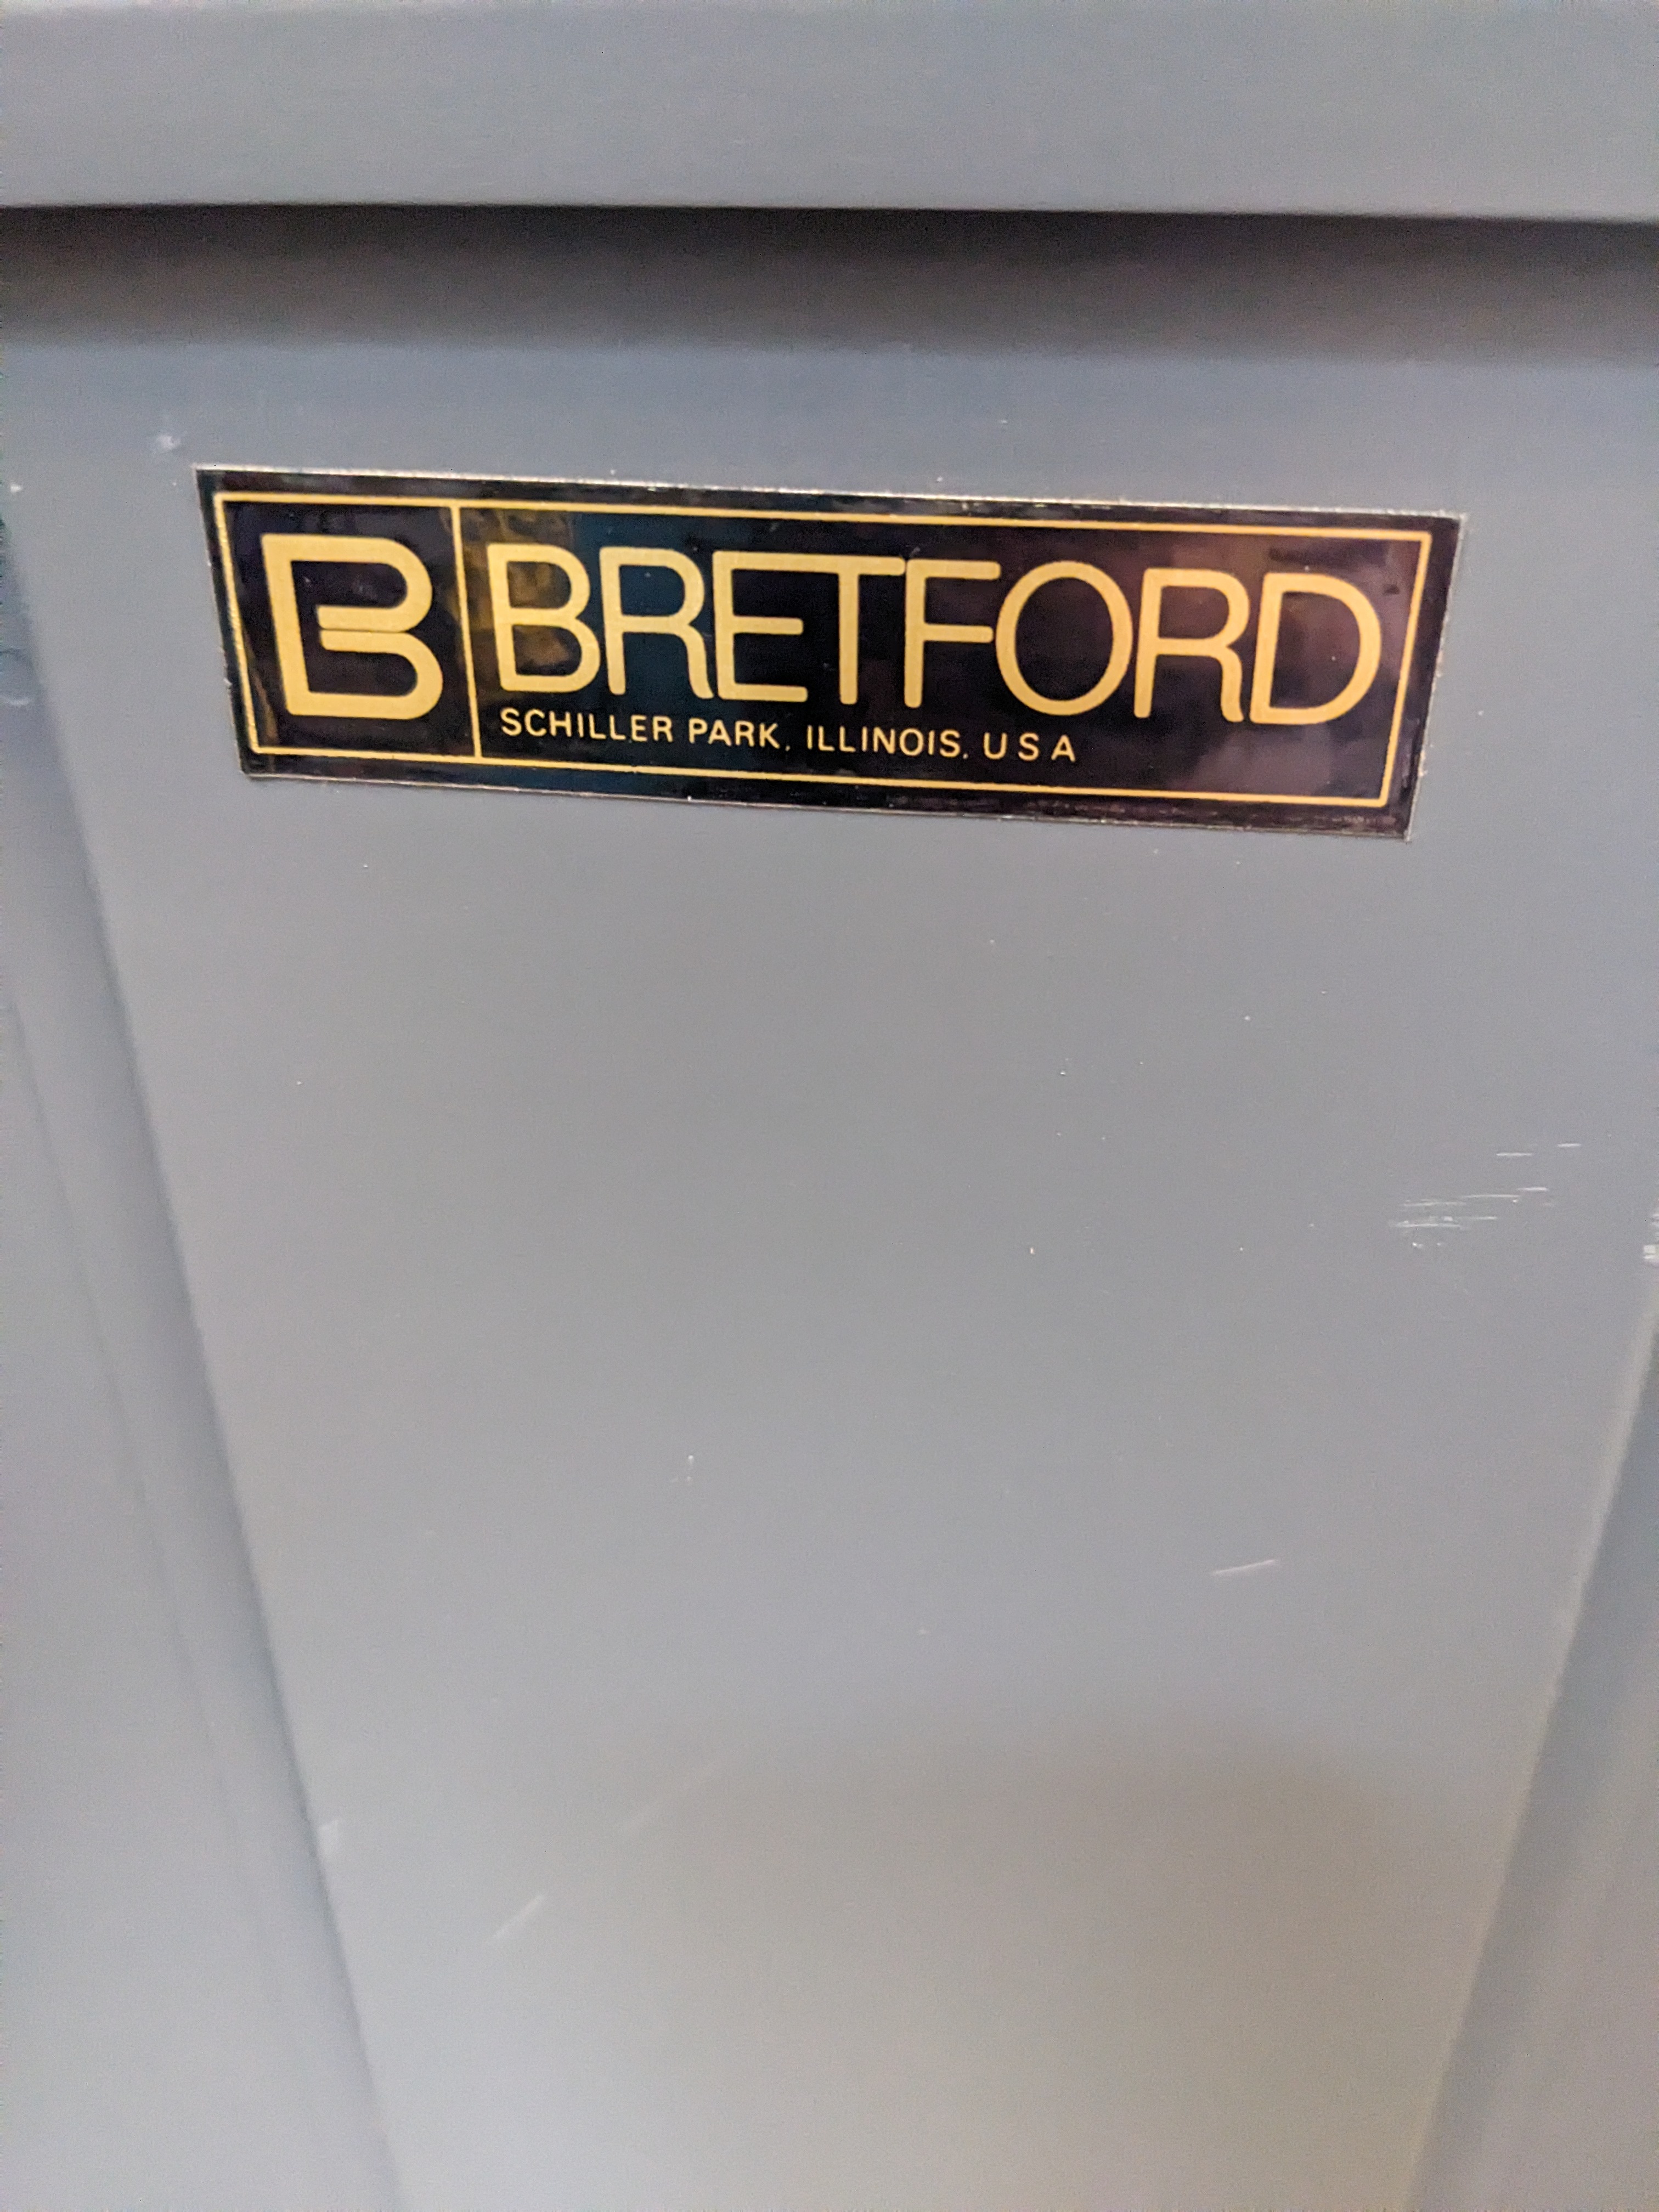 B BRETFORD
SCHILLER PARK, ILLINOIS, U S A